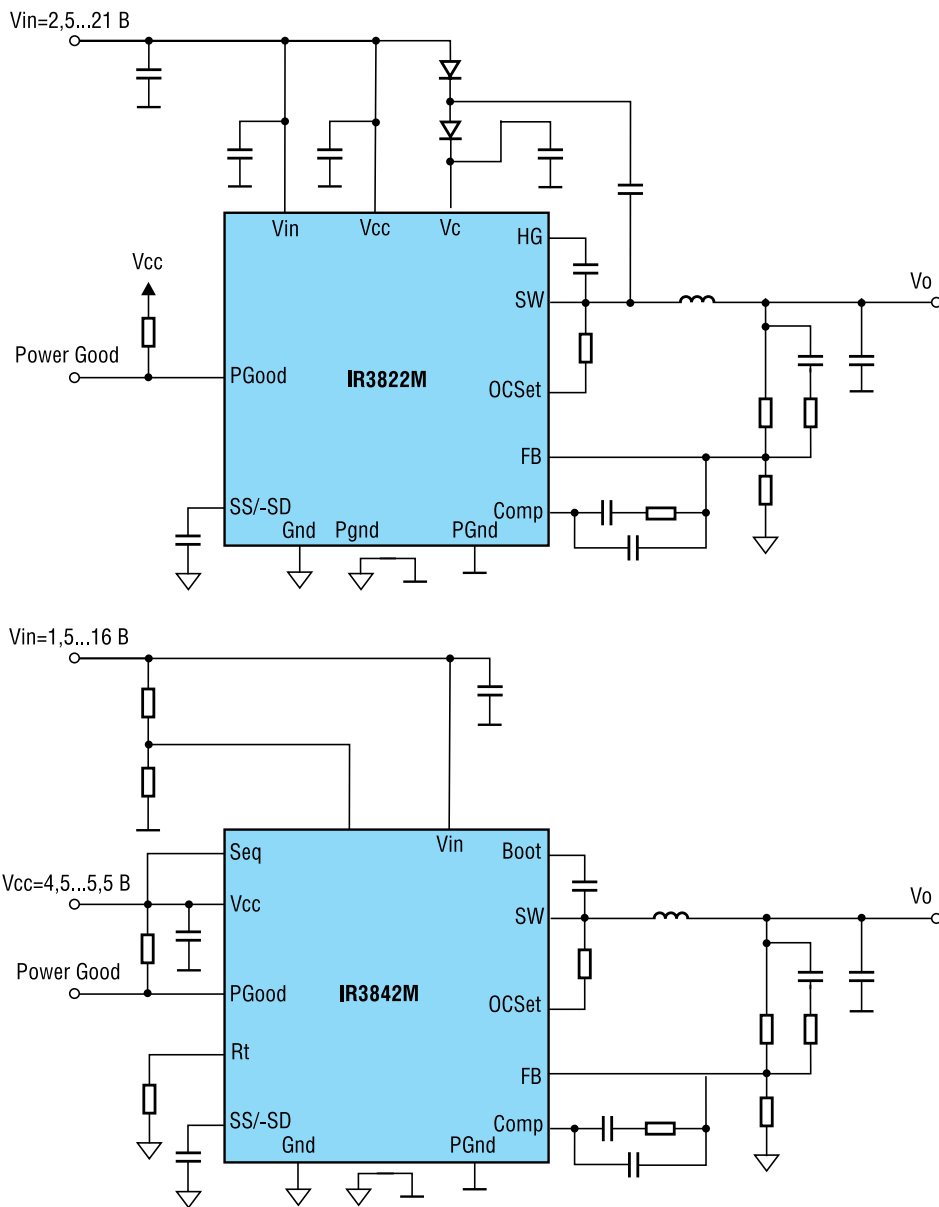 Vin=2,5...21 В
Vin
Vcc
Vc
HG
Vcc
SW
Vo
Power Good
PGood
IR3822M
OCSet
FB
SS/-SD
Comp
Gnd
Pgnd
PGnd
Vin=1,5...16 В
Vin
Boot
Seq
Vcc=4,5...5,5 В
Vcc
SW
Vo
Power Good
PGood
IR3842M
OCSet
Rt
FB
SS/-SD
Comp
Gnd
PGnd